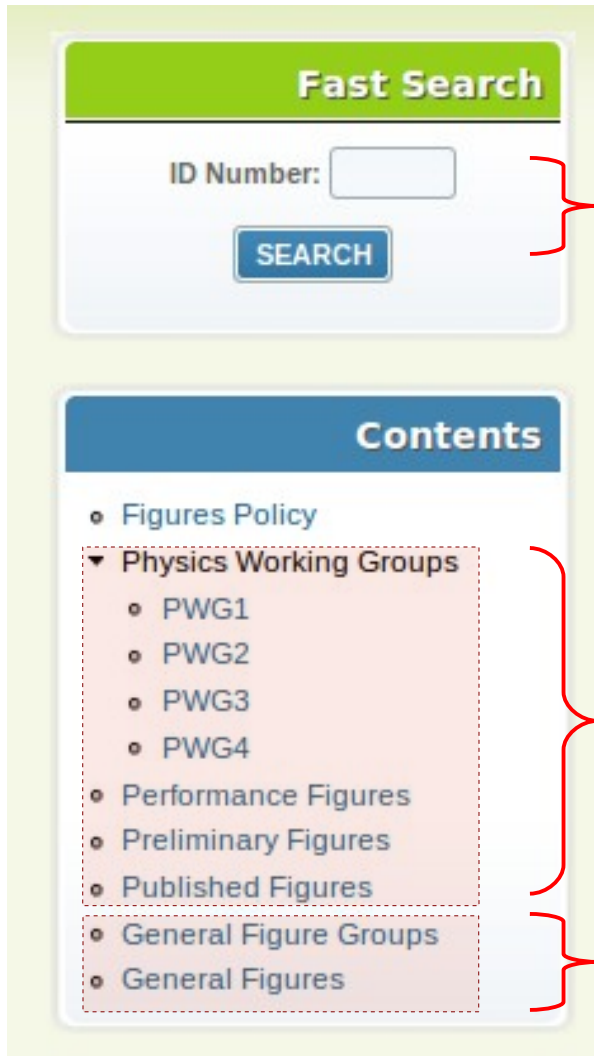 Fast Search
ID Number:
SEARCH
Contents
Figures Policy
Physics Working Groups
PWG1
PWG2
PWG3
PWG4
Performance Figures
Preliminary Figures
Published Figures
General Figure Groups
General Figures